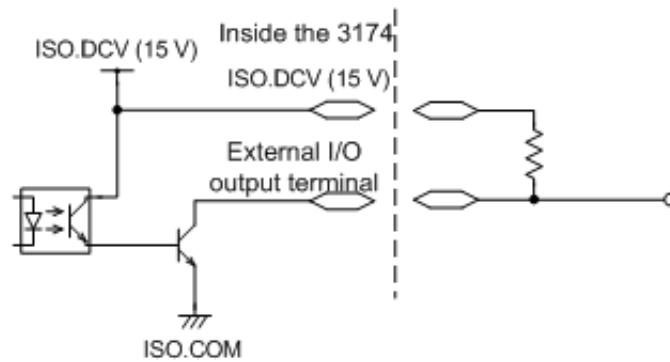 Inside the 3174
ISO.DCV (15 V)
ISO.DCV (15 V)
External I/O
output terminal
ISO.COM